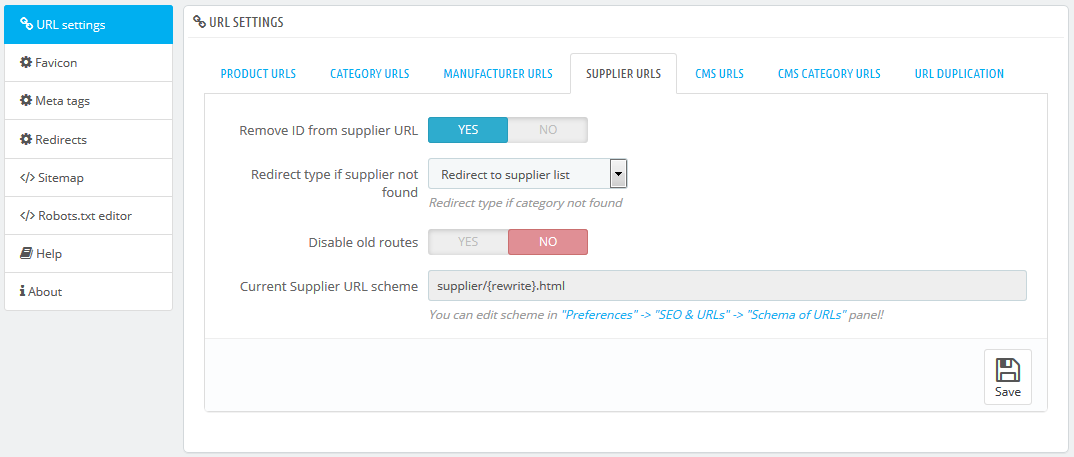 URL settings
Favicon
Meta tags
Redirects
Sitemap
Robots.txt editor
Help
About
URL SETTINGS
PRODUCT URLS CATEGORY URLS MANUFACTURER URLS SUPPLIER URLS CMS URLS CMS CATEGORY URLS URL DUPLICATION
Remove ID from supplier URL YES NO
Redirect type if supplier not
found
Redirect to supplier list
Redirect type if category not found
Disable old routes YES NO
Current Supplier URL scheme supplier/{rewrite}.html
You can edit scheme in "Preferences" -> "SEO & URLs" -> "Schema of URLs" panel!
Save